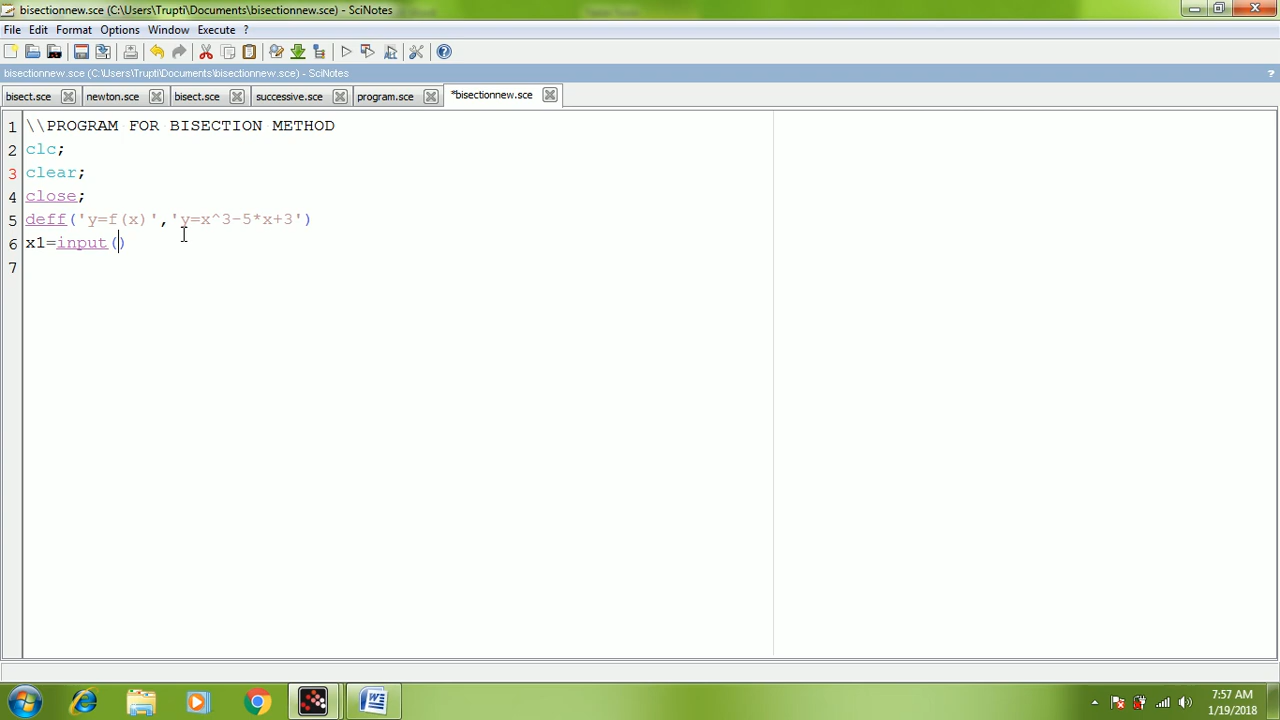 bisectionnew.sce (C:\Users\Trupti\Documents\bisectionnew.sce) - SciNotes
File Edit Format Options Window Execute ?
bisectionnew.sce (C:\Users\Trupti\Documents\bisectionnew.sce) - SciNotes
?
bisect.sce newton.sce bisect.sce successive.sce program.sce *bisectionnew.sce
1 \\PROGRAM FOR BISECTION METHOD
2 clc;
3 clear;
4 close;
5 deff('y=f(x)','y=x^3-5*x+3')
6 x1=input()
7
7:57 AM
1/19/2018